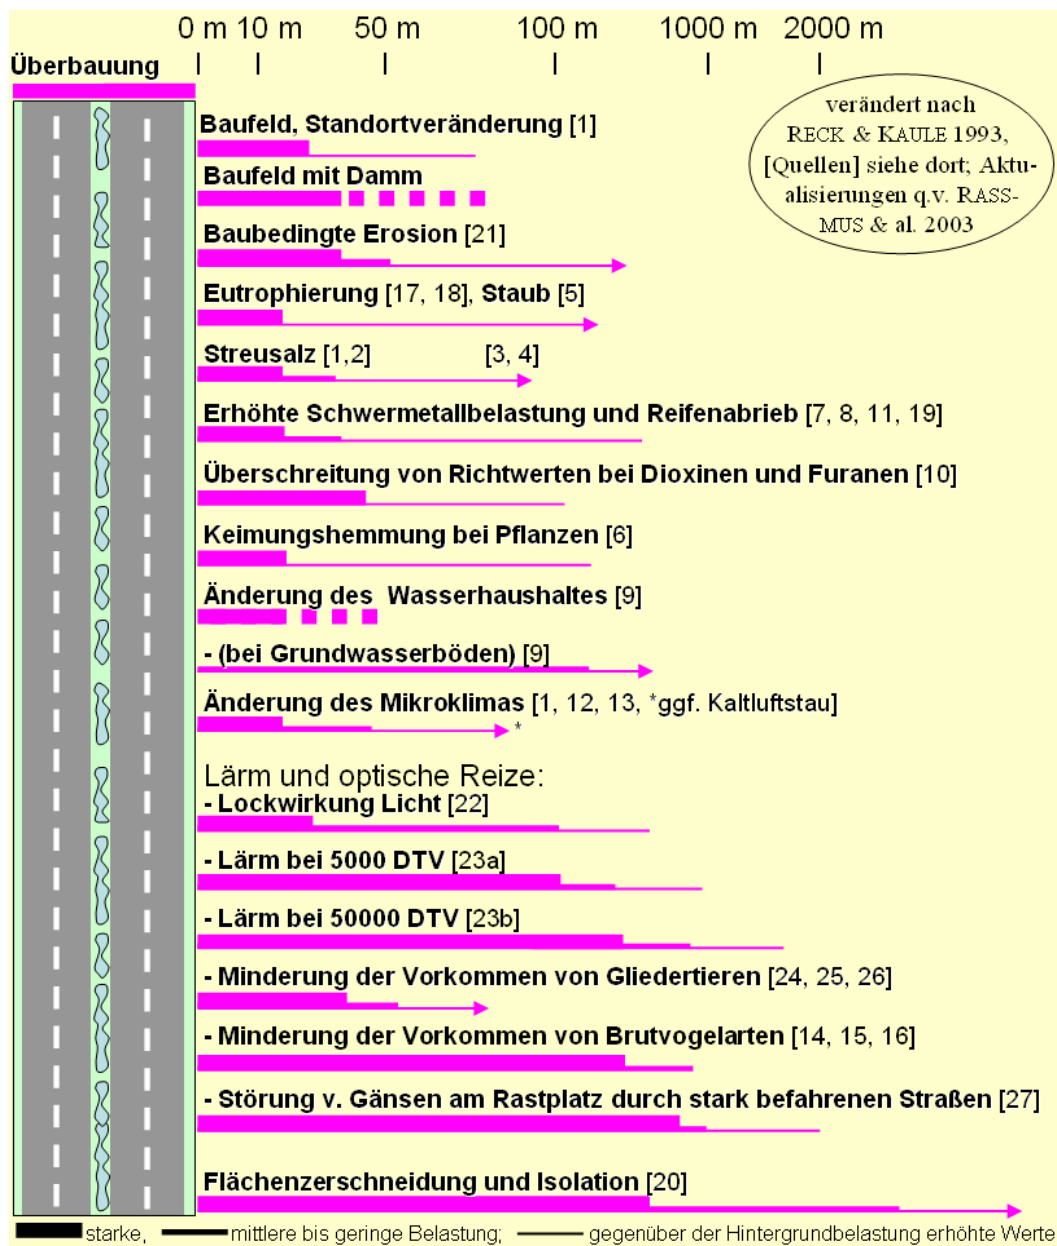 0 m 10 m 50 m 100 m 1000 m 2000 m
Überbauung
verändert nach
RECK & KAULE 1993,
[Quellen] siehe dort; Aktu-
alisierungen q.v. RASS-
MUS & al. 2003
Baufeld, Standortveränderung [1]
Baufeld mit Damm
Baubedingte Erosion [21]
Eutrophierung [17, 18], Staub [5]
Streusalz [1,2] [3, 4]
Erhöhte Schwermetallbelastung und Reifenabrieb [7, 8, 11, 19]
Überschreitung von Richtwerten bei Dioxinen und Furanen [10]
Keimungshemmung bei Pflanzen [6]
Änderung des Wasserhaushaltes [9]
- (bei Grundwasserböden) [9]
Änderung des Mikroklimas [1, 12, 13, *ggf. Kaltluftstau]
*
Lärm und optische Reize:
- Lockwirkung Licht [22]
- Lärm bei 5000 DTV [23a]
- Lärm bei 50000 DTV [23b]
- Minderung der Vorkommen von Gliedertieren [24, 25, 26]
- Minderung der Vorkommen von Brutvogelarten [14, 15, 16]
- Störung v. Gänsen am Rastplatz durch stark befahrenen Straßen [27]
Flächenzerschneidung und Isolation [20]
starke, mittlere bis geringe Belastung; gegenüber der Hintergrundbelastung erhöhte Werte